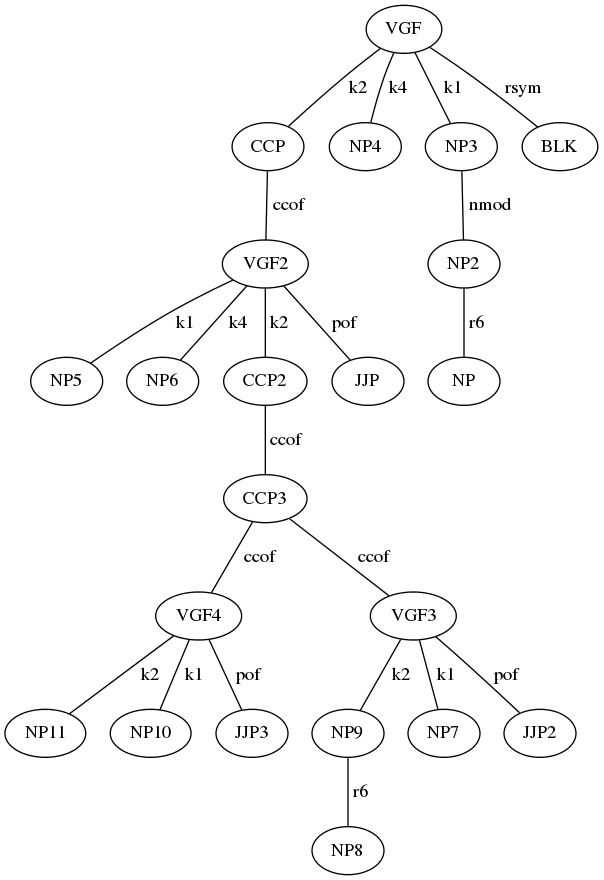 VGF
k2 k4 k1 rsym
CCP NP4 NP3 BLK
ccof nmod
VGF2 NP2
k1 k4 k2 pof r6
NP5 NP6 CCP2 JJP NP
ccof
CCP3
ccof ccof
VGF4 VGF3
k2 k1 pof k2 k1 pof
NP11 NP10 JJP3 NP9 NP7 JJP2
r6
NP8